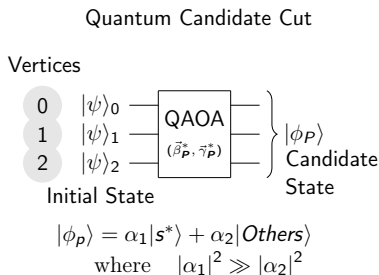 Quantum Candidate Cut
Vertices
0 |ψ⟩₀
1 |ψ⟩₁
2 |ψ⟩₂
QAOA
(β⃗*_P, γ⃗*_P)
|ϕ_P⟩
Candidate
State
Initial State
|ϕ_p⟩ = α₁|s*⟩ + α₂|Others⟩
where |α₁|² ≫ |α₂|²